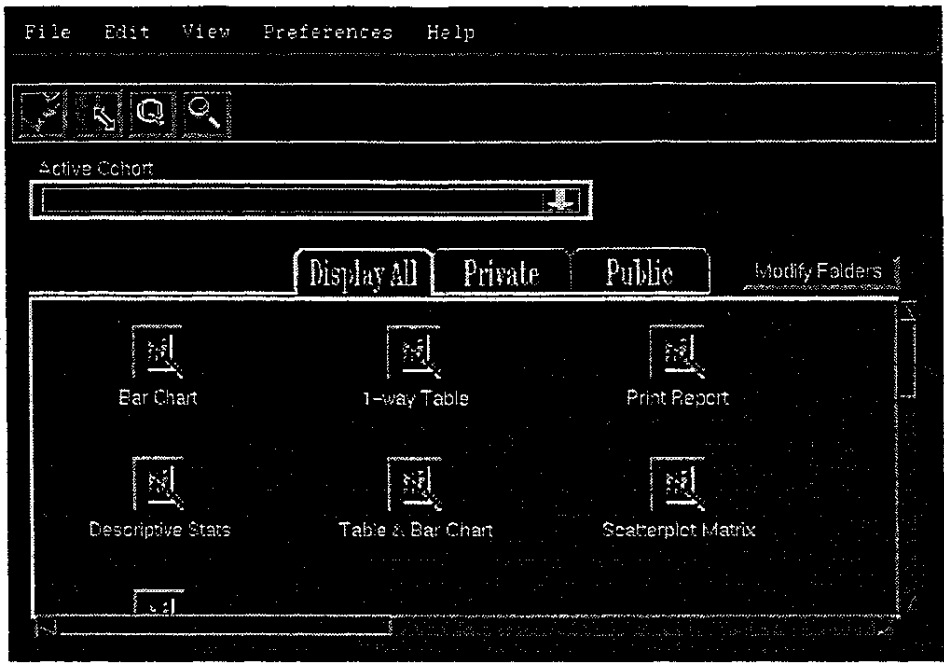 File Edit View Preferences Help
Q
Active Cohort
Display All Private Public Modify Folders
Bar Chart 1-way Table Print Report
Descriptive Stats Table & Bar Chart Scatterplot Matrix